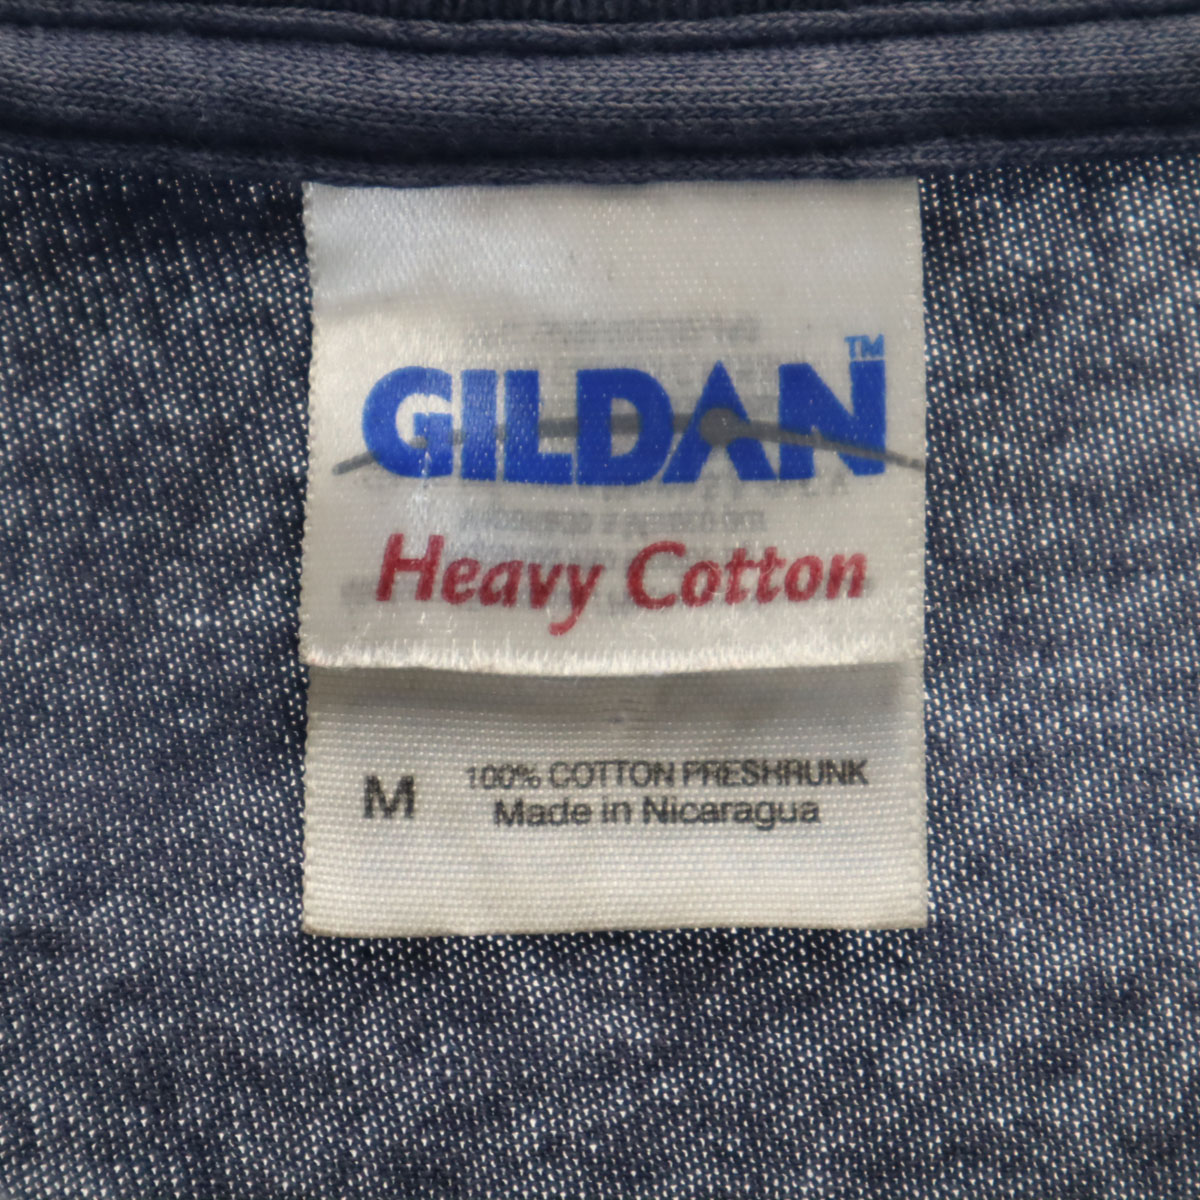 GILDAN™
Heavy Cotton
M 100% COTTON PRESHRUNK
Made in Nicaragua